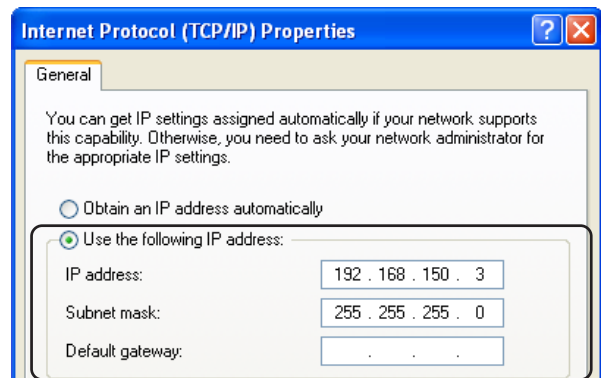 Internet Protocol (TCP/IP) Properties
General
You can get IP settings assigned automatically if your network supports
this capability. Otherwise, you need to ask your network administrator for
the appropriate IP settings.
Obtain an IP address automatically
Use the following IP address:
IP address: 192 . 168 . 150 . 3
Subnet mask: 255 . 255 . 255 . 0
Default gateway: . . .